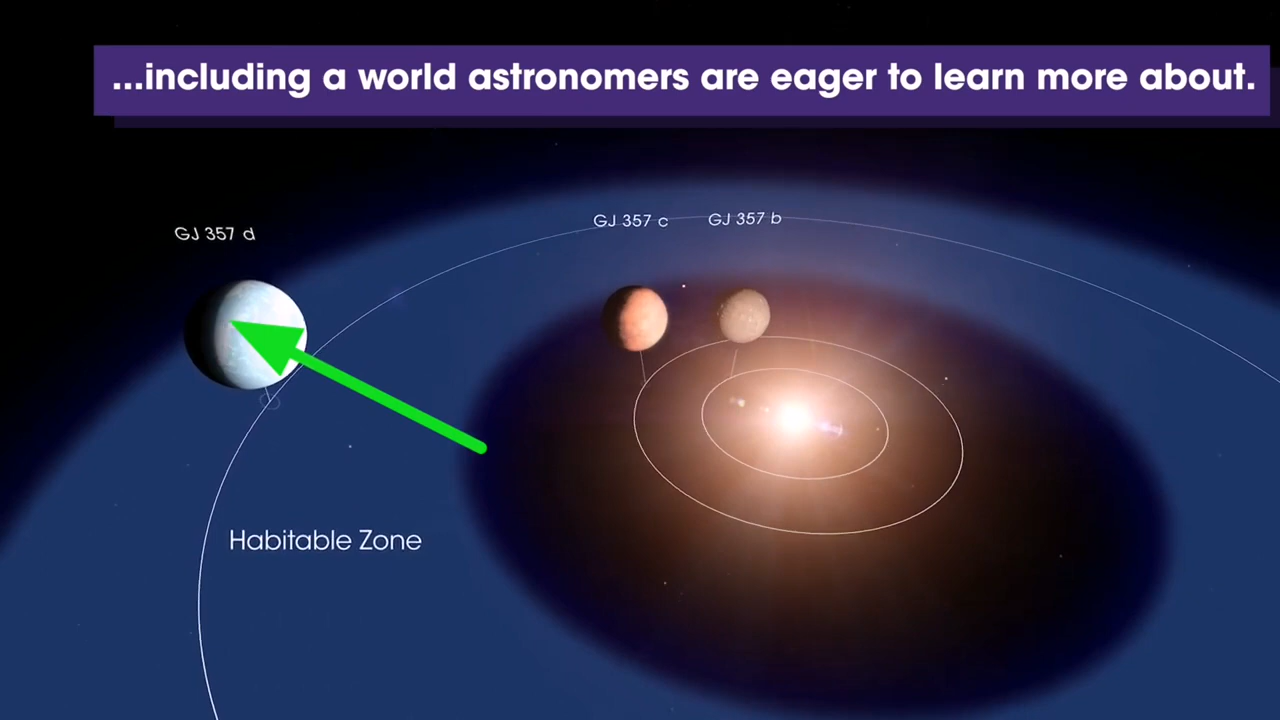 ...including a world astronomers are eager to learn more about.
GJ 357 d
GJ 357 c
GJ 357 b
Habitable Zone